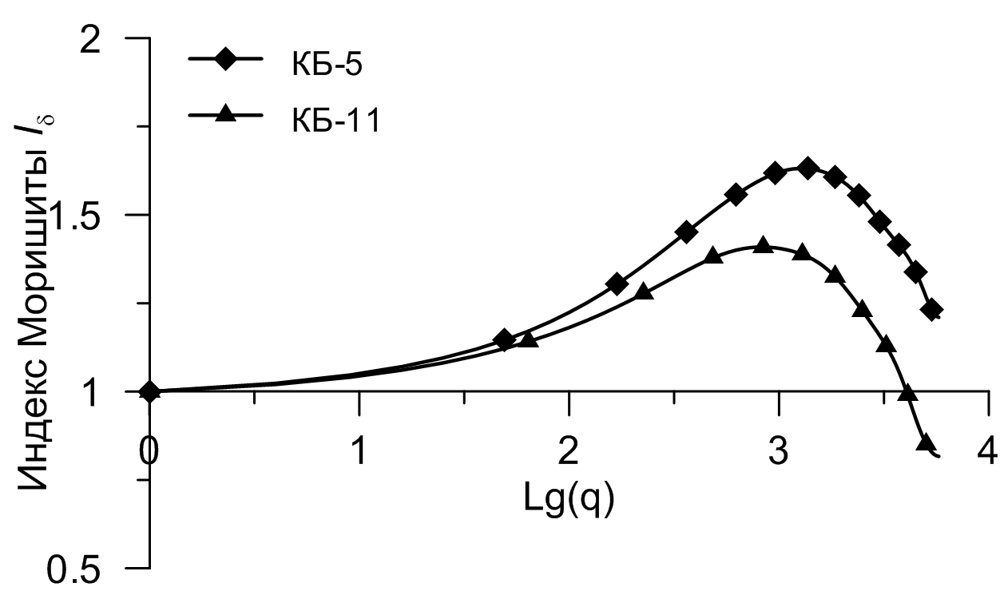 2
КБ-5
КБ-11
Индекс Моришиты Iδ
1.5
1
0 1 2 3 4
Lg(q)
0.5